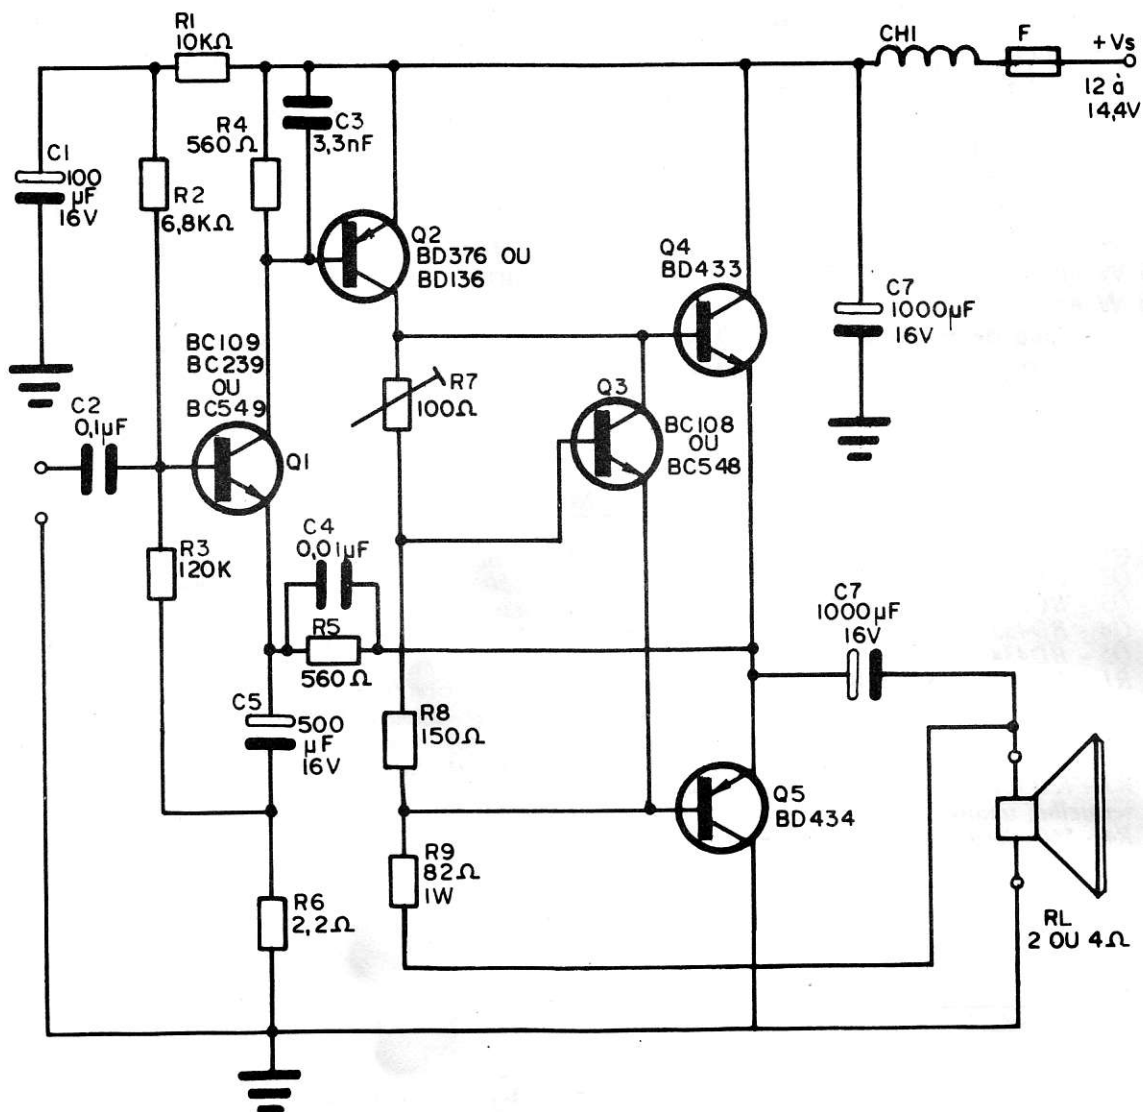 R1
10KΩ
CH1
F
+Vs
12 à
14,4V
C1
100
µF
16V
R4
560Ω
C3
3,3nF
R2
6,8KΩ
Q2
BD376 OU
BD136
Q4
BD433
C7
1000µF
16V
BC109
BC239
OU
BC549
R7
100Ω
Q3
BC108
OU
BC548
C2
0,1µF
Q1
C4
0,01µF
R3
120K
R5
560Ω
C7
1000µF
16V
C5
500
µF
16V
R8
150Ω
Q5
BD434
R9
82Ω
1W
R6
2,2Ω
RL
2 OU 4Ω